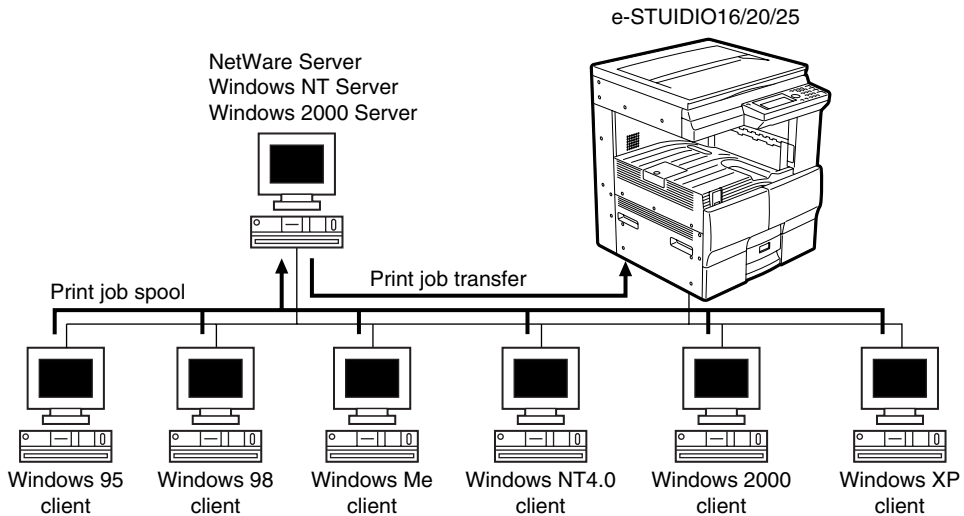 e-STUIDIO16/20/25
NetWare Server
Windows NT Server
Windows 2000 Server
Print job transfer
Print job spool
Windows 95
client
Windows 98
client
Windows Me
client
Windows NT4.0
client
Windows 2000
client
Windows XP
client